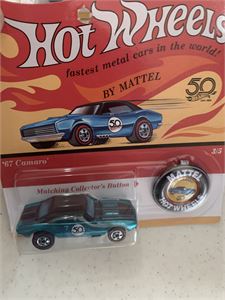 HOT WHEELS
fastest metal cars in the world!
BY MATTEL
50
50
'67 Camaro
3/5
Matching Collector's Button
MATTEL
HOT WHEELS
50